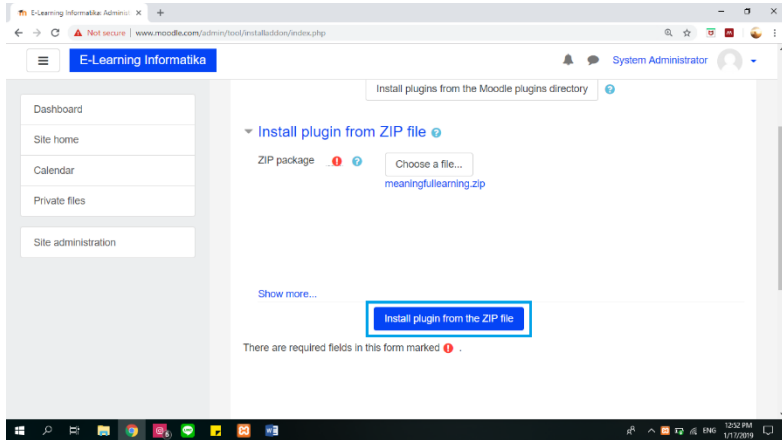 E-Learning Informatika: Administ
Not secure | www.moodle.com/admin/tool/installaddon/index.php
E-Learning Informatika
System Administrator
Dashboard
Site home
Calendar
Private files
Site administration
Install plugins from the Moodle plugins directory
Install plugin from ZIP file
ZIP package
Choose a file...
meaningfullearning.zip
Show more...
Install plugin from the ZIP file
There are required fields in this form marked .
ENG
12:52 PM
1/17/2019